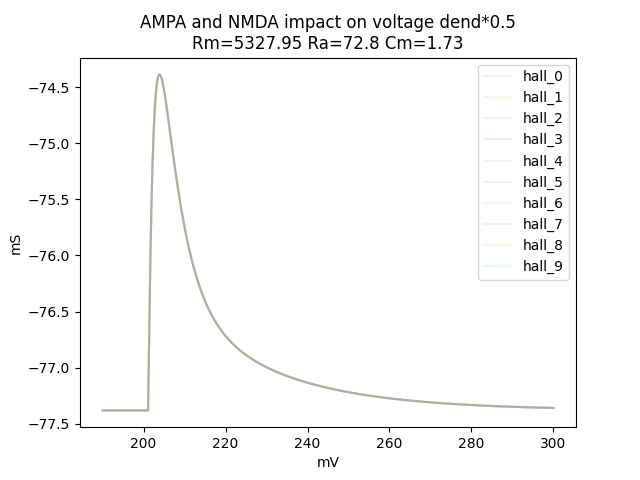 AMPA and NMDA impact on voltage dend*0.5
Rm=5327.95 Ra=72.8 Cm=1.73
hall_0
hall_1
hall_2
hall_3
hall_4
hall_5
hall_6
hall_7
hall_8
hall_9
−74.5
−75.0
−75.5
−76.0
−76.5
−77.0
−77.5
mS
200
220
240
260
280
300
mV